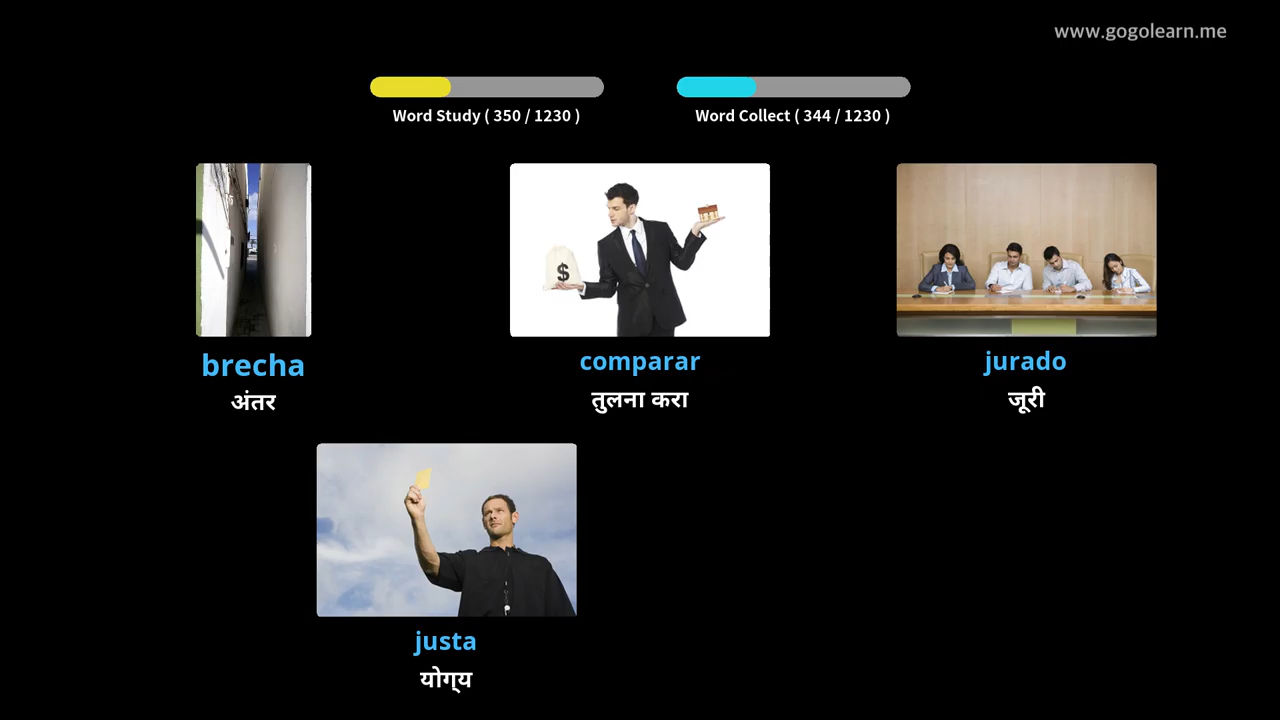 www.gogolearn.me
Word Study ( 350 / 1230 )
Word Collect ( 344 / 1230 )
brecha
अंतर
comparar
तुलना करा
jurado
जूरी
justa
योग्य
$